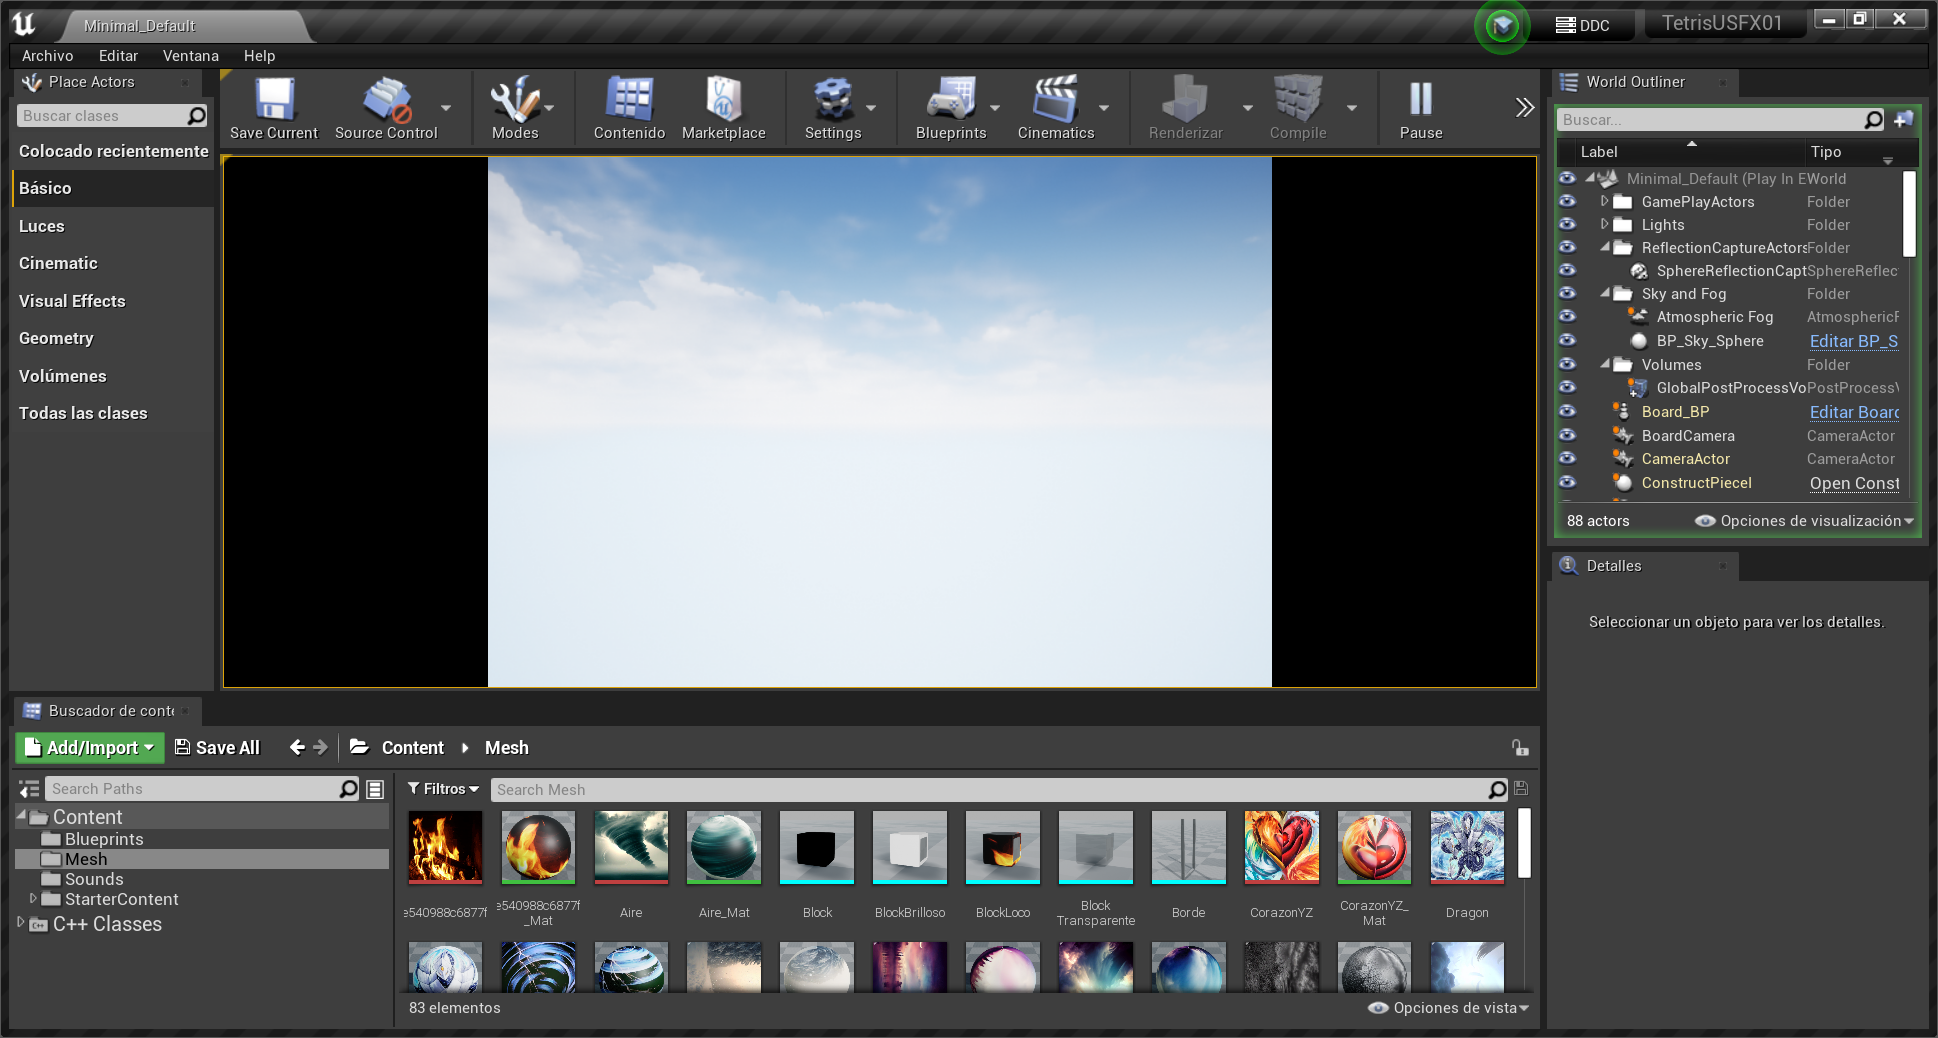 Minimal_Default
DDC
TetrisUSFX01
Archivo
Editar
Ventana
Help
Place Actors
Buscar clases
Colocado recientemente
Básico
Luces
Cinematic
Visual Effects
Geometry
Volúmenes
Todas las clases
Save Current
Source Control
Modes
Contenido
Marketplace
Settings
Blueprints
Cinematics
Renderizar
Compile
Pause
World Outliner
Buscar...
Label
Tipo
Minimal_Default (Play In E
World
GamePlayActors
Folder
Lights
Folder
ReflectionCaptureActors
Folder
SphereReflectionCapt
SphereReflec
Sky and Fog
Folder
Atmospheric Fog
AtmosphericF
BP_Sky_Sphere
Editar BP_S
Volumes
Folder
GlobalPostProcessVo
PostProcessV
Board_BP
Editar Board
BoardCamera
CameraActor
CameraActor
CameraActor
ConstructPieceI
Open Const
88 actors
Opciones de visualización
Detalles
Seleccionar un objeto para ver los detalles.
Buscador de conte
Add/Import
Save All
Content
Mesh
Search Paths
Content
Blueprints
Mesh
Sounds
StarterContent
C++ Classes
Filtros
Search Mesh
e540988c6877f
e540988c6877f
_Mat
Aire
Aire_Mat
Block
BlockBrilloso
BlockLoco
Block
Transparente
Borde
CorazonYZ
CorazonYZ_
Mat
Dragon
83 elementos
Opciones de vista